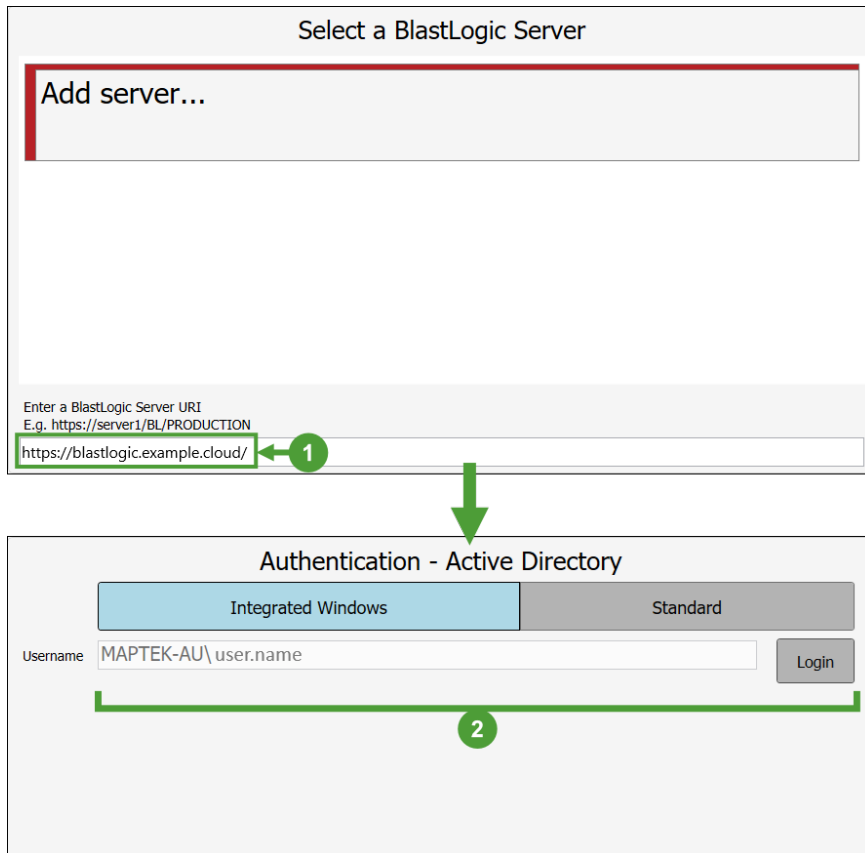 Select a BlastLogic Server
Add server...
Enter a BlastLogic Server URI
E.g. https://server1/BL/PRODUCTION
https://blastlogic.example.cloud/
1
Authentication - Active Directory
Integrated Windows Standard
Username MAPTEK-AU\user.name Login
2